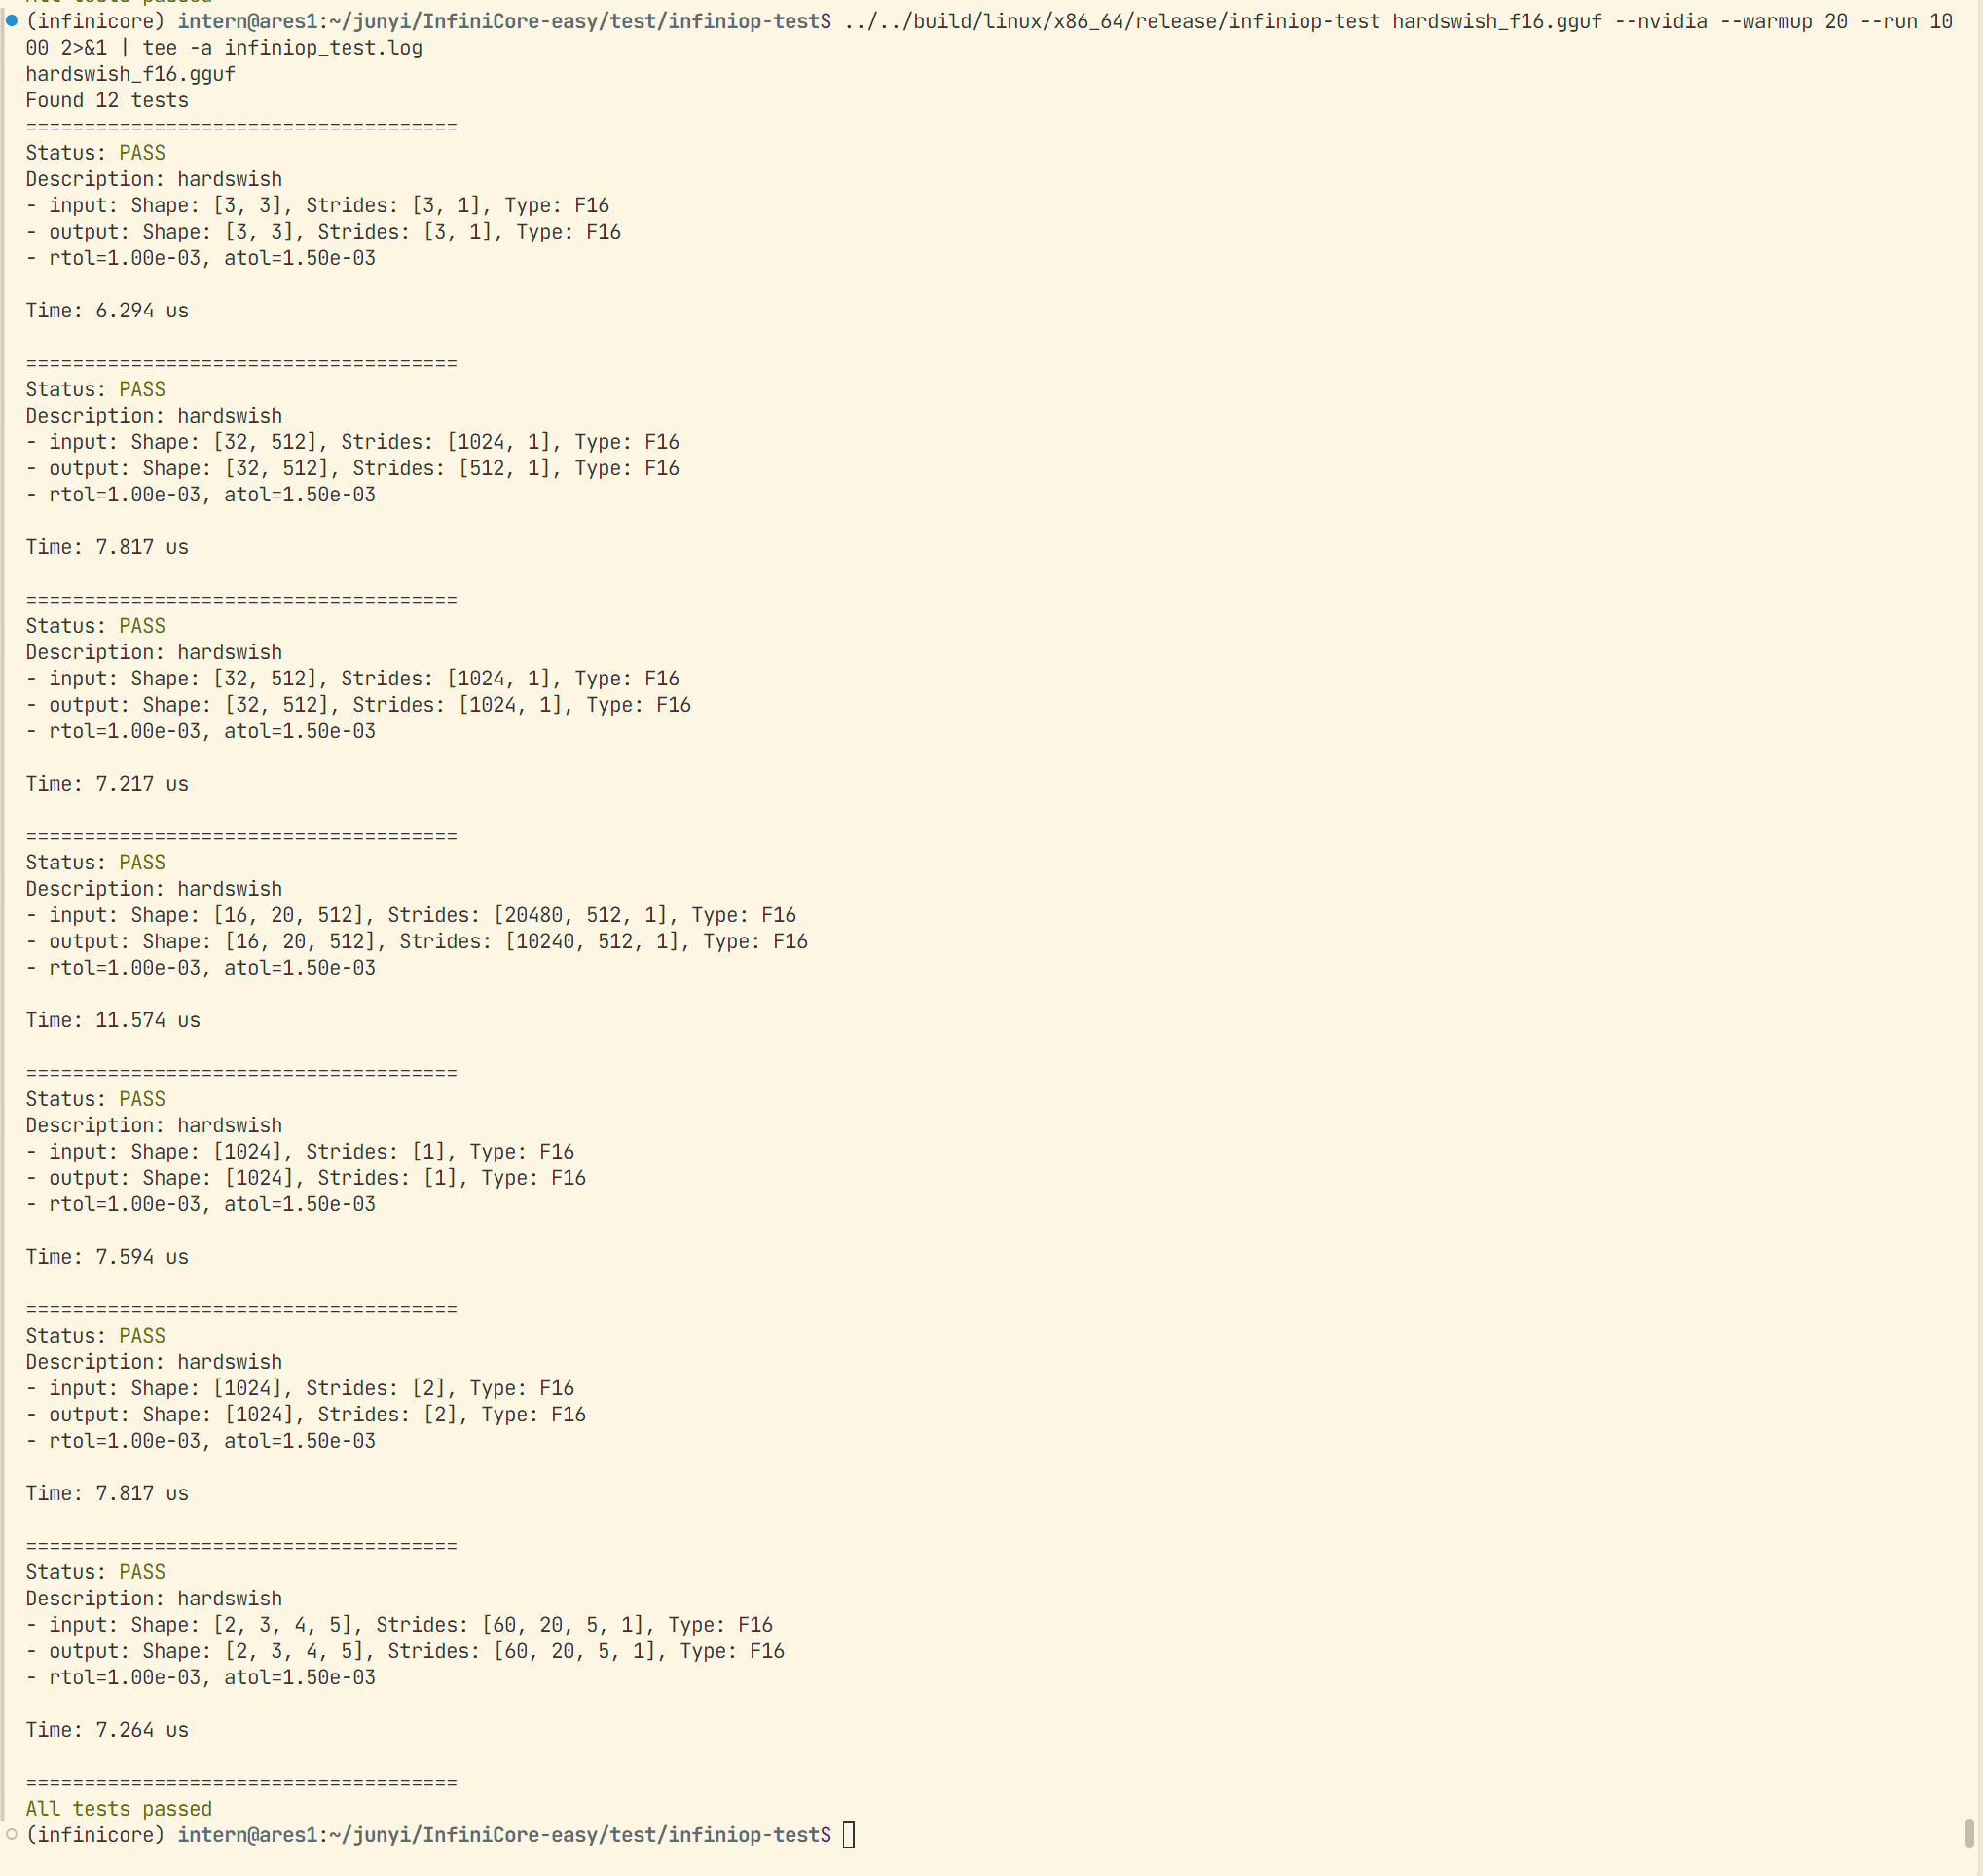 All tests passed
(infinicore) intern@ares1:~/junyi/InfiniCore-easy/test/infiniop-test$ ../../build/linux/x86_64/release/infiniop-test hardswish_f16.gguf --nvidia --warmup 20 --run 10
00 2>&1 | tee -a infiniop_test.log
hardswish_f16.gguf
Found 12 tests
=====================================
Status: PASS
Description: hardswish
- input: Shape: [3, 3], Strides: [3, 1], Type: F16
- output: Shape: [3, 3], Strides: [3, 1], Type: F16
- rtol=1.00e-03, atol=1.50e-03
Time: 6.294 us
=====================================
Status: PASS
Description: hardswish
- input: Shape: [32, 512], Strides: [1024, 1], Type: F16
- output: Shape: [32, 512], Strides: [512, 1], Type: F16
- rtol=1.00e-03, atol=1.50e-03
Time: 7.817 us
=====================================
Status: PASS
Description: hardswish
- input: Shape: [32, 512], Strides: [1024, 1], Type: F16
- output: Shape: [32, 512], Strides: [1024, 1], Type: F16
- rtol=1.00e-03, atol=1.50e-03
Time: 7.217 us
=====================================
Status: PASS
Description: hardswish
- input: Shape: [16, 20, 512], Strides: [20480, 512, 1], Type: F16
- output: Shape: [16, 20, 512], Strides: [10240, 512, 1], Type: F16
- rtol=1.00e-03, atol=1.50e-03
Time: 11.574 us
=====================================
Status: PASS
Description: hardswish
- input: Shape: [1024], Strides: [1], Type: F16
- output: Shape: [1024], Strides: [1], Type: F16
- rtol=1.00e-03, atol=1.50e-03
Time: 7.594 us
=====================================
Status: PASS
Description: hardswish
- input: Shape: [1024], Strides: [2], Type: F16
- output: Shape: [1024], Strides: [2], Type: F16
- rtol=1.00e-03, atol=1.50e-03
Time: 7.817 us
=====================================
Status: PASS
Description: hardswish
- input: Shape: [2, 3, 4, 5], Strides: [60, 20, 5, 1], Type: F16
- output: Shape: [2, 3, 4, 5], Strides: [60, 20, 5, 1], Type: F16
- rtol=1.00e-03, atol=1.50e-03
Time: 7.264 us
=====================================
All tests passed
(infinicore) intern@ares1:~/junyi/InfiniCore-easy/test/infiniop-test$